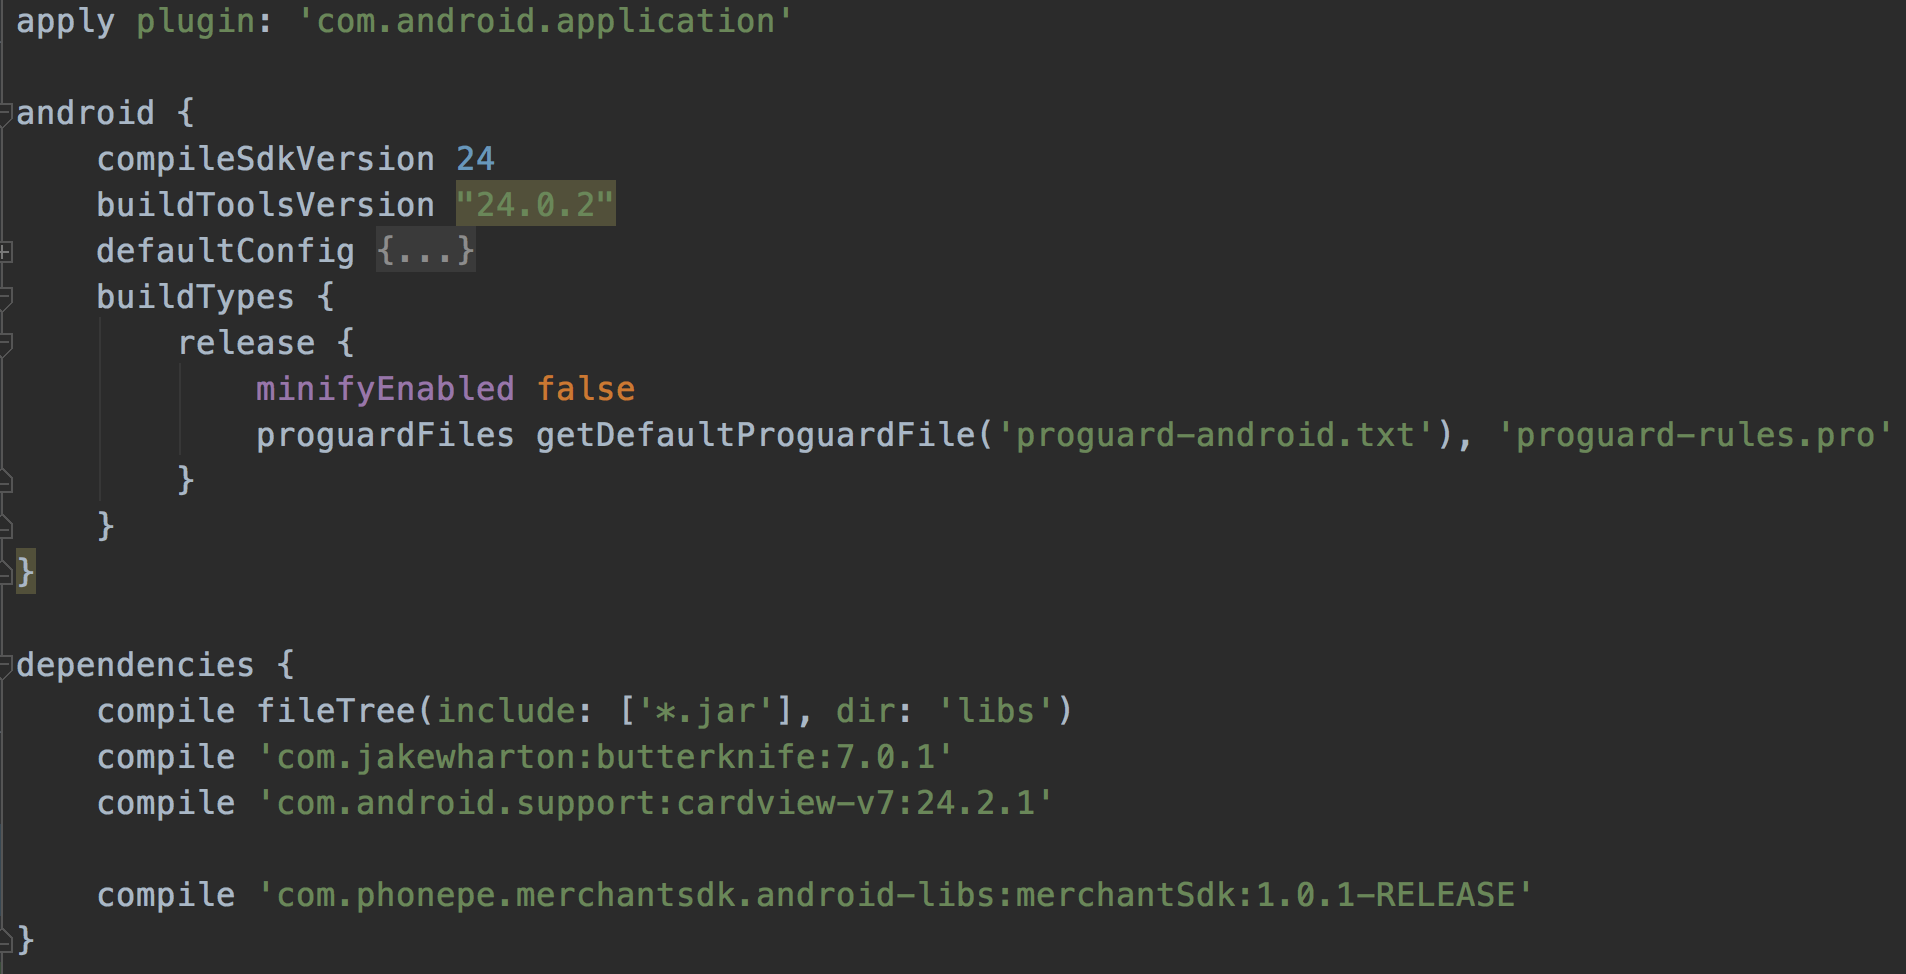 apply plugin: 'com.android.application'
android {
compileSdkVersion 24
buildToolsVersion "24.0.2"
defaultConfig {...}
buildTypes {
release {
minifyEnabled false
proguardFiles getDefaultProguardFile('proguard-android.txt'), 'proguard-rules.pro'
}
}
}
dependencies {
compile fileTree(include: ['*.jar'], dir: 'libs')
compile 'com.jakewharton:butterknife:7.0.1'
compile 'com.android.support:cardview-v7:24.2.1'
compile 'com.phonepe.merchantsdk.android-libs:merchantSdk:1.0.1-RELEASE'
}